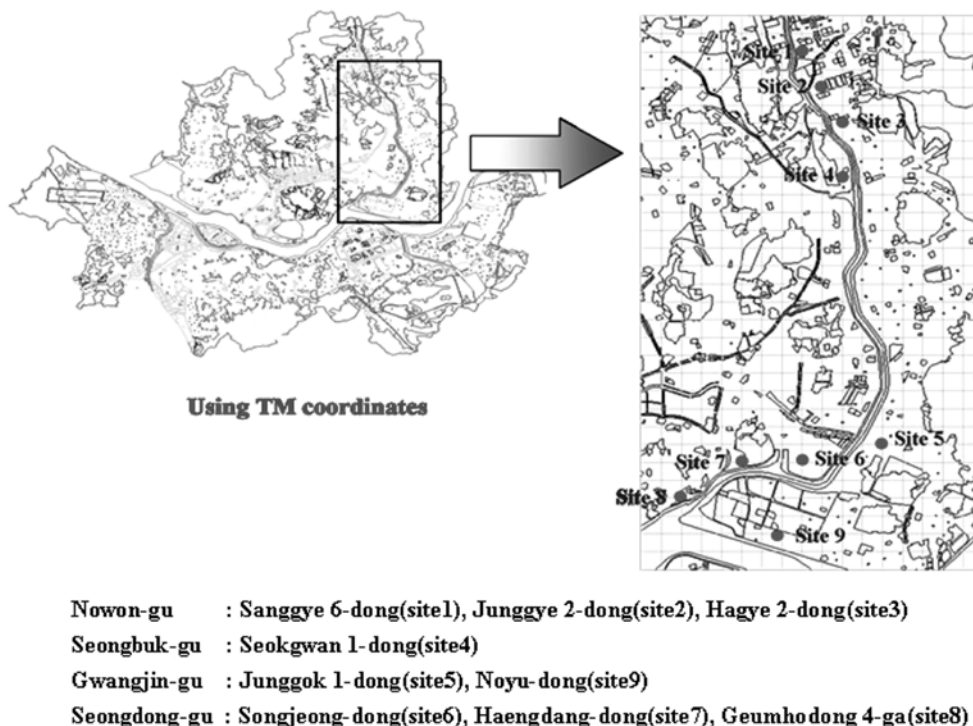 Site 1
Site 2
Site 3
Site 4
Using TM coordinates
Site 5
Site 7
Site 6
Site 8
Site 9
Nowon-gu : Sanggye 6-dong(site1), Junggye 2-dong(site2), Hagye 2-dong(site3)
Seongbuk-gu : Seokgwan 1-dong(site4)
Gwangjin-gu : Junggok 1-dong(site5), Noyu-dong(site9)
Seongdong-gu : Songjeong-dong(site6), Haengdang-dong(site7), Geumhodong 4-ga(site8)